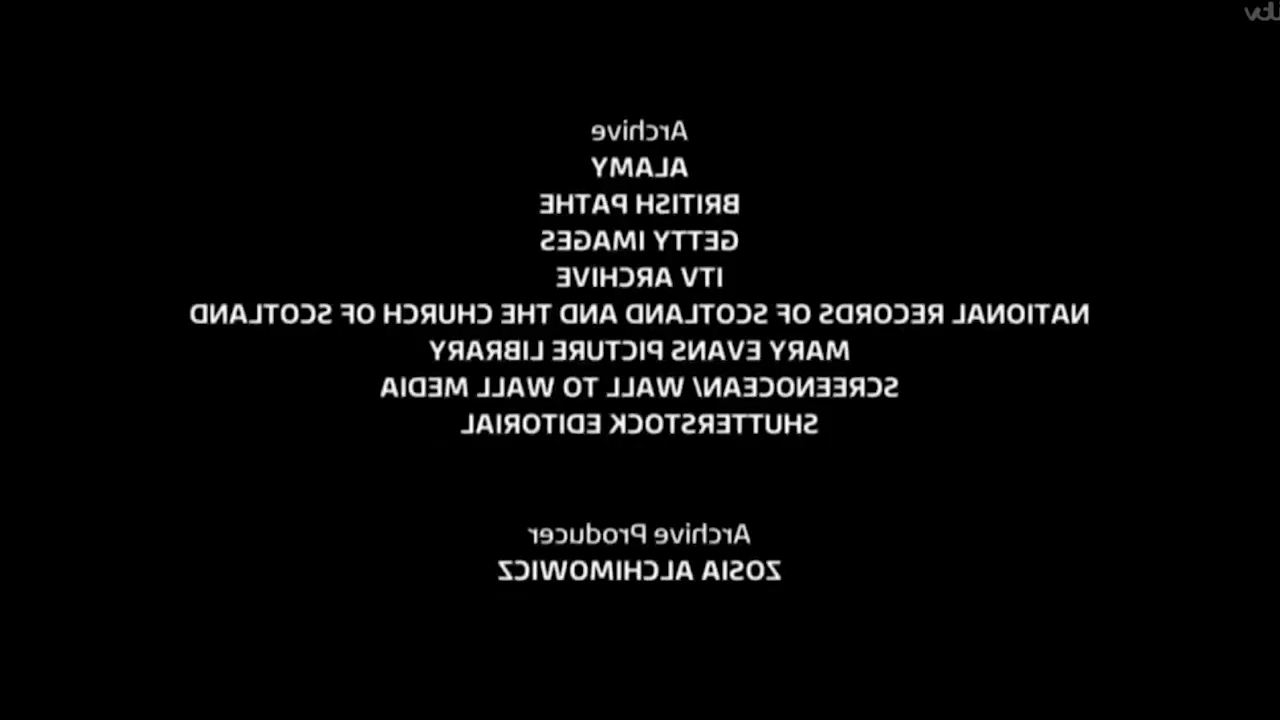 itv
Archive
ALAMY
BRITISH PATHE
GETTY IMAGES
ITV ARCHIVE
NATIONAL RECORDS OF SCOTLAND AND THE CHURCH OF SCOTLAND
MARY EVANS PICTURE LIBRARY
SCREENOCEAN/ WALL TO WALL MEDIA
SHUTTERSTOCK EDITORIAL
Archive Producer
ZOSIA ALCHIMOWICZ